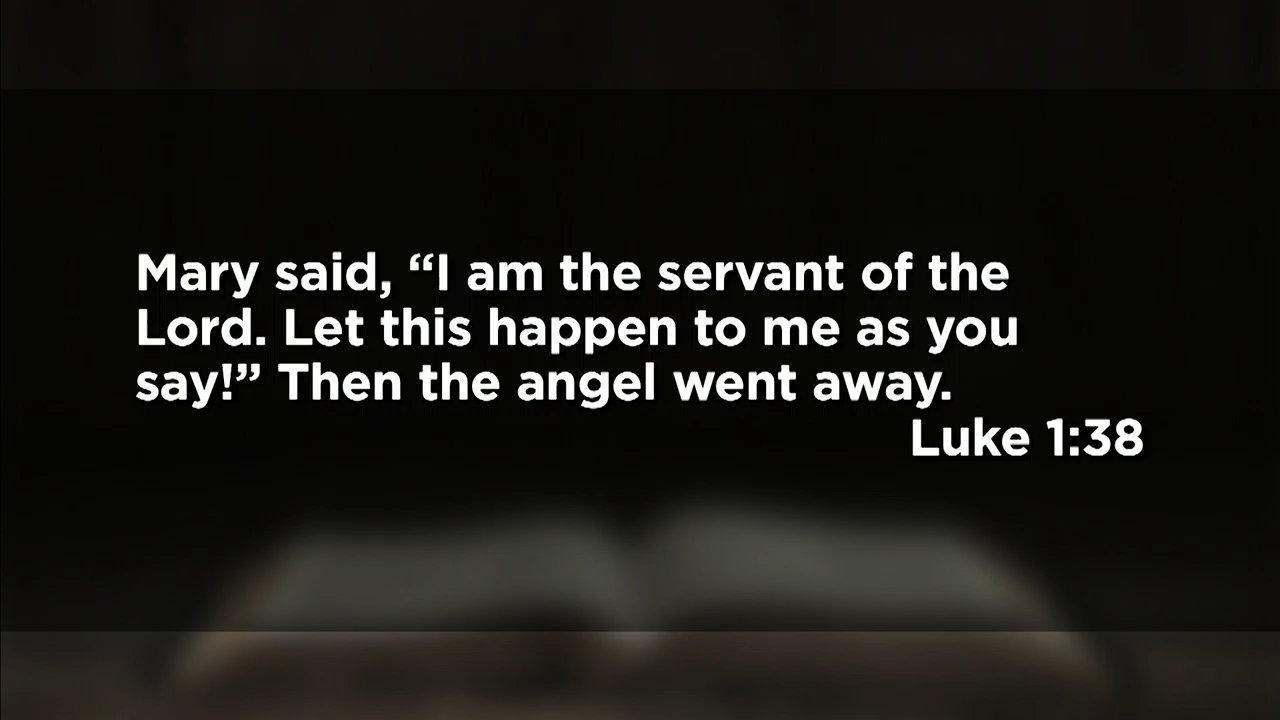 Mary said, “I am the servant of the
Lord. Let this happen to me as you
say!” Then the angel went away.
Luke 1:38